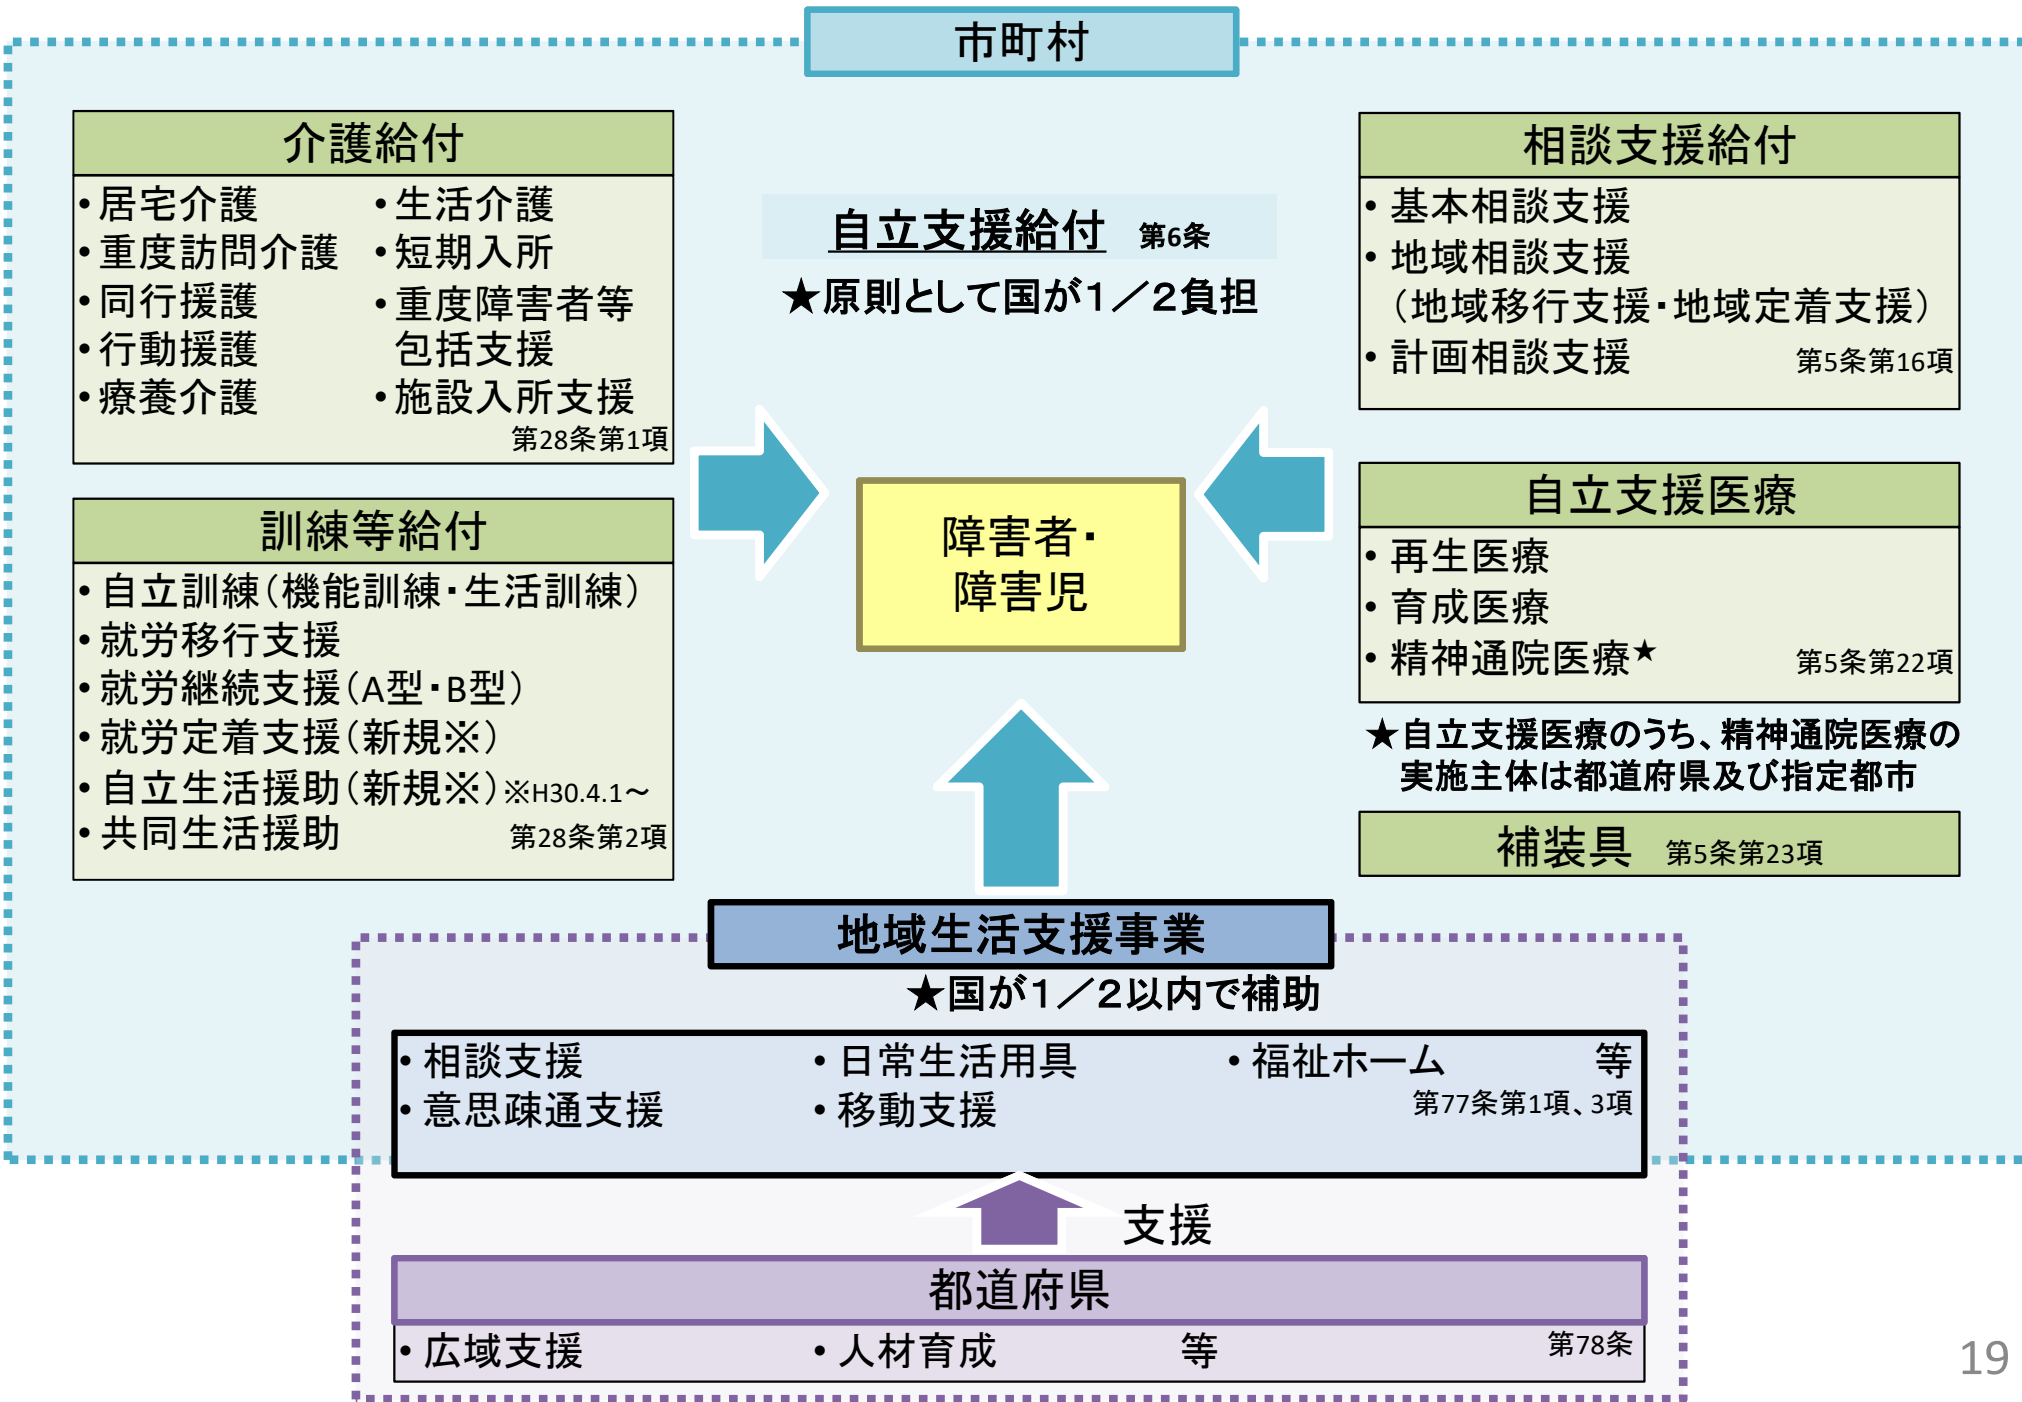 市町村
介護給付
・居宅介護
・重度訪問介護
・同行援護
・行動援護
・療養介護
・生活介護
・短期入所
・重度障害者等
包括支援
・施設入所支援
第28条第1項
訓練等給付
・自立訓練（機能訓練・生活訓練）
・就労移行支援
・就労継続支援（A型・B型）
・就労定着支援（新規※）
・自立生活援助（新規※）※H30.4.1～
・共同生活援助 第28条第2項
自立支援給付 第6条
★原則として国が１／２負担
障害者・
障害児
相談支援給付
・基本相談支援
・地域相談支援
（地域移行支援・地域定着支援）
・計画相談支援 第5条第16項
自立支援医療
・再生医療
・育成医療
・精神通院医療★ 第5条第22項
★自立支援医療のうち、精神通院医療の
実施主体は都道府県及び指定都市
補装具 第5条第23項
地域生活支援事業
★国が１／２以内で補助
・相談支援 ・日常生活用具 ・福祉ホーム 等
・意思疎通支援 ・移動支援 第77条第1項、3項
支援
都道府県
・広域支援 ・人材育成 等 第78条
19